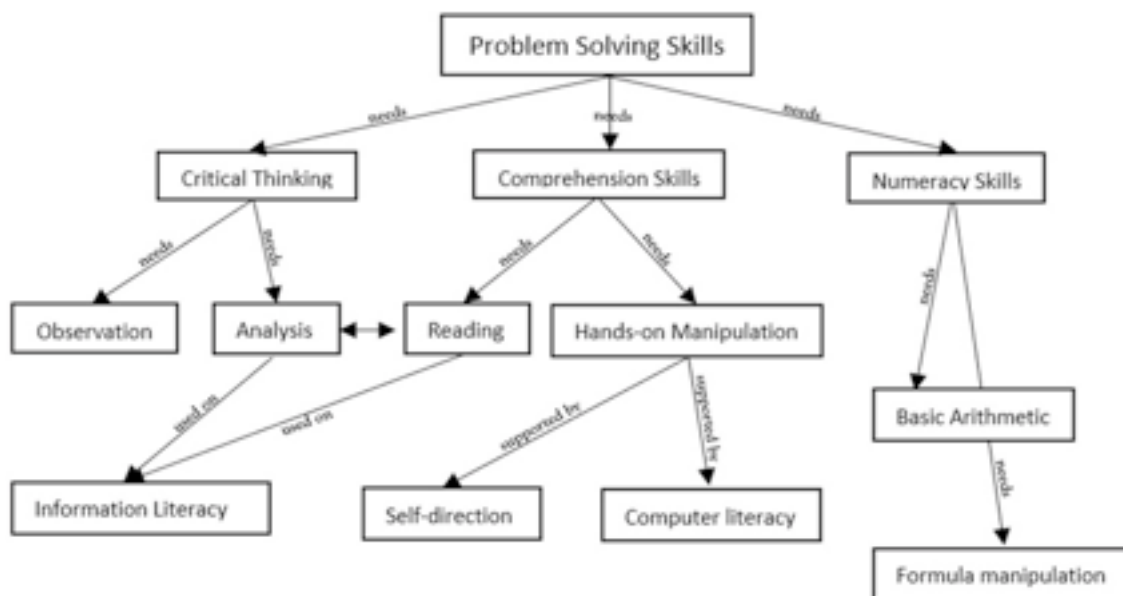 Problem Solving Skills
needs
needs
needs
Critical Thinking
Comprehension Skills
Numeracy Skills
needs
needs
needs
needs
needs
Observation
Analysis
Reading
Hands-on Manipulation
used on
used on
supported by
supported by
Basic Arithmetic
needs
Information Literacy
Self-direction
Computer literacy
Formula manipulation